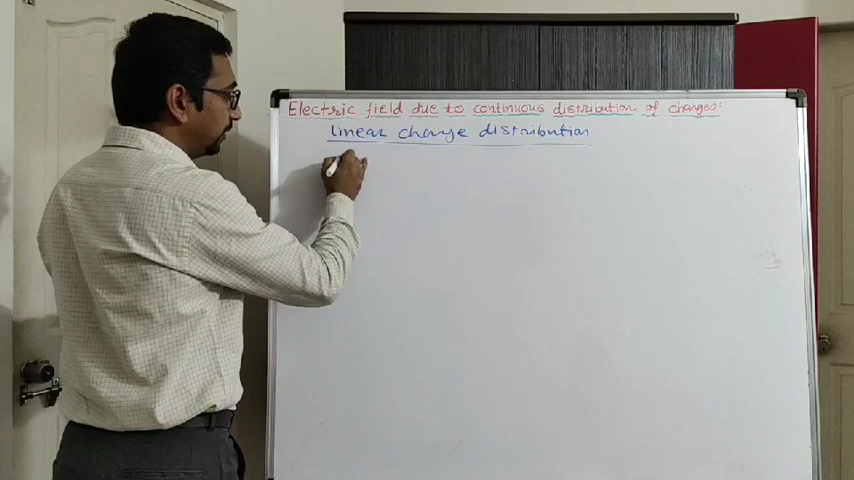 Electric field due to continuous distribution of charges:
linear charge distribution